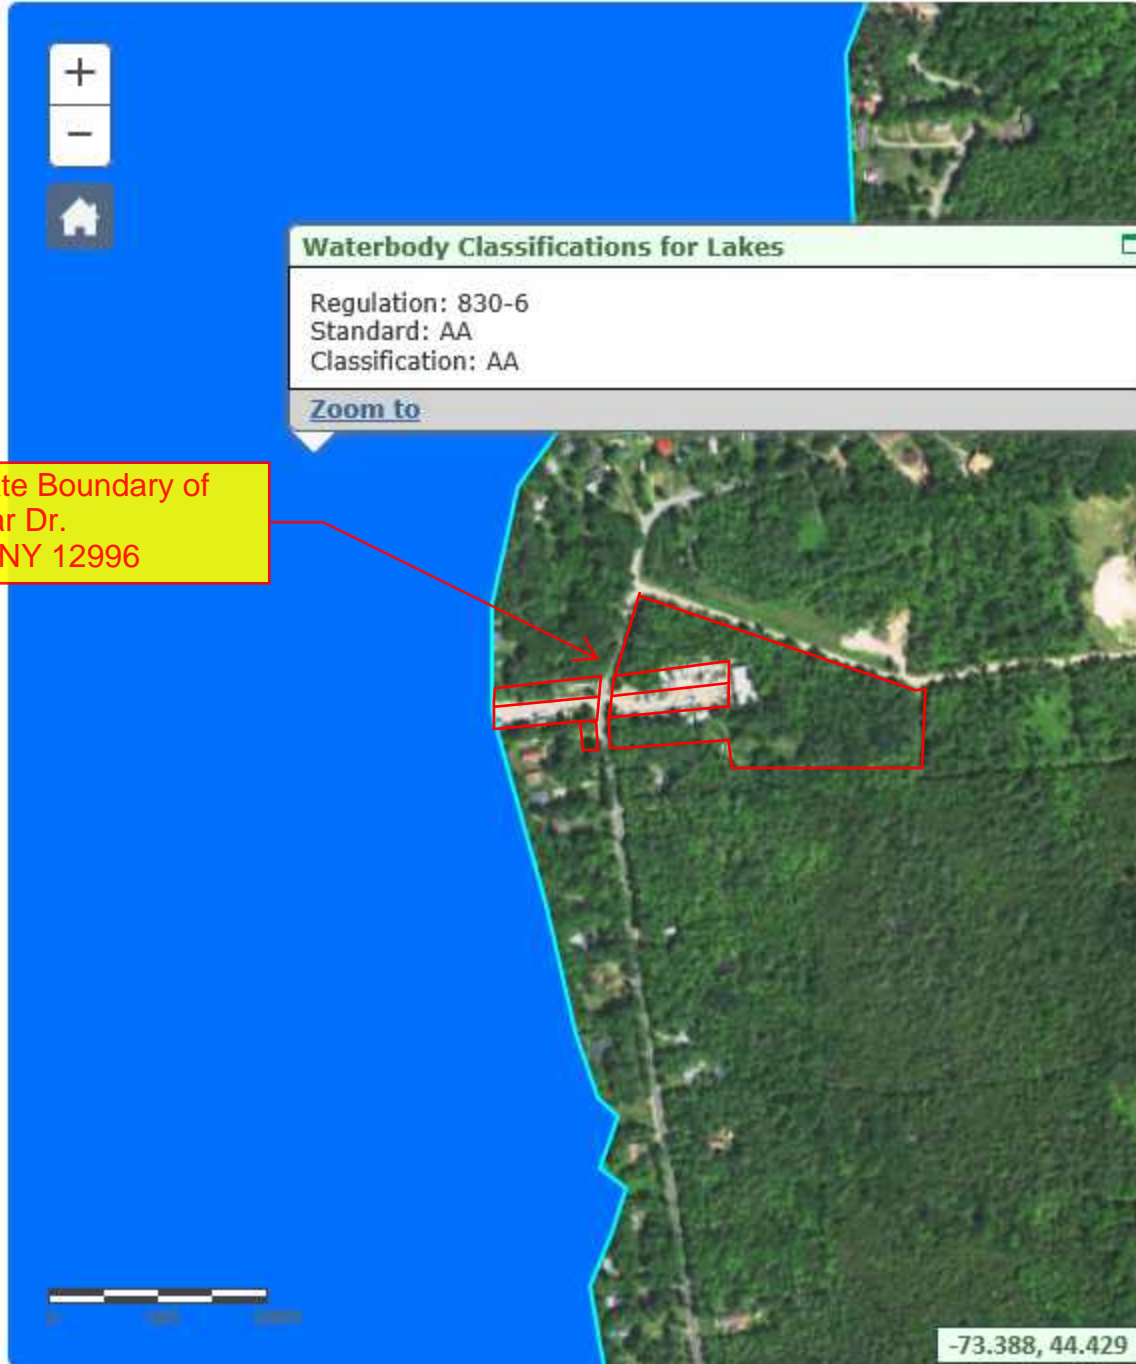 +
−
Waterbody Classifications for Lakes
Regulation: 830-6
Standard: AA
Classification: AA
Zoom to
Boundary of
Dr.
NY 12996
-73.388, 44.429